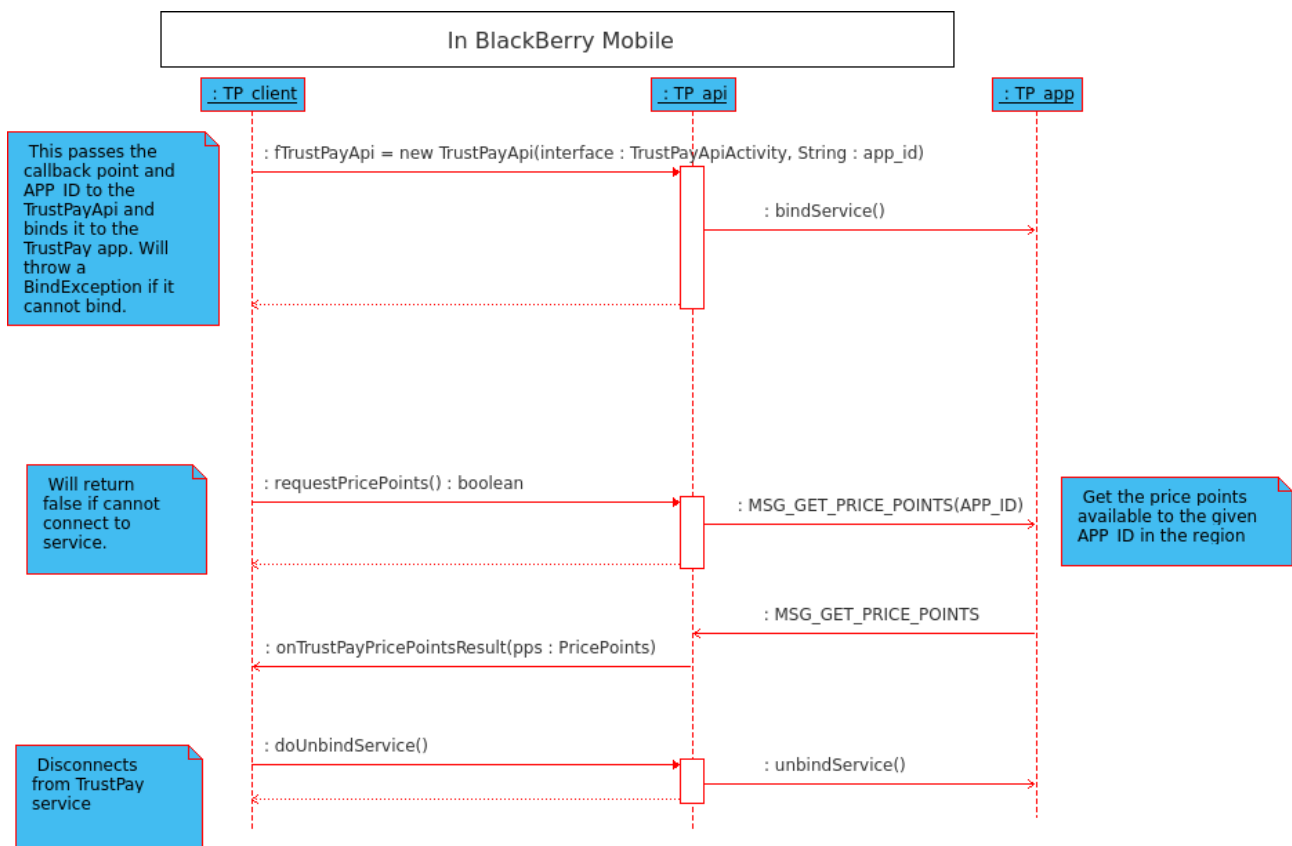 In BlackBerry Mobile
: TP_client
: TP_api
: TP_app
This passes the
callback point and
APP_ID to the
TrustPayApi and
binds it to the
TrustPay app. Will
throw a
BindException if it
cannot bind.
: fTrustPayApi = new TrustPayApi(interface : TrustPayApiActivity, String : app_id)
: bindService()
Will return
false if cannot
connect to
service.
: requestPricePoints() : boolean
: MSG_GET_PRICE_POINTS(APP_ID)
Get the price points
available to the given
APP_ID in the region
: MSG_GET_PRICE_POINTS
: onTrustPayPricePointsResult(pps : PricePoints)
Disconnects
from TrustPay
service
: doUnbindService()
: unbindService()